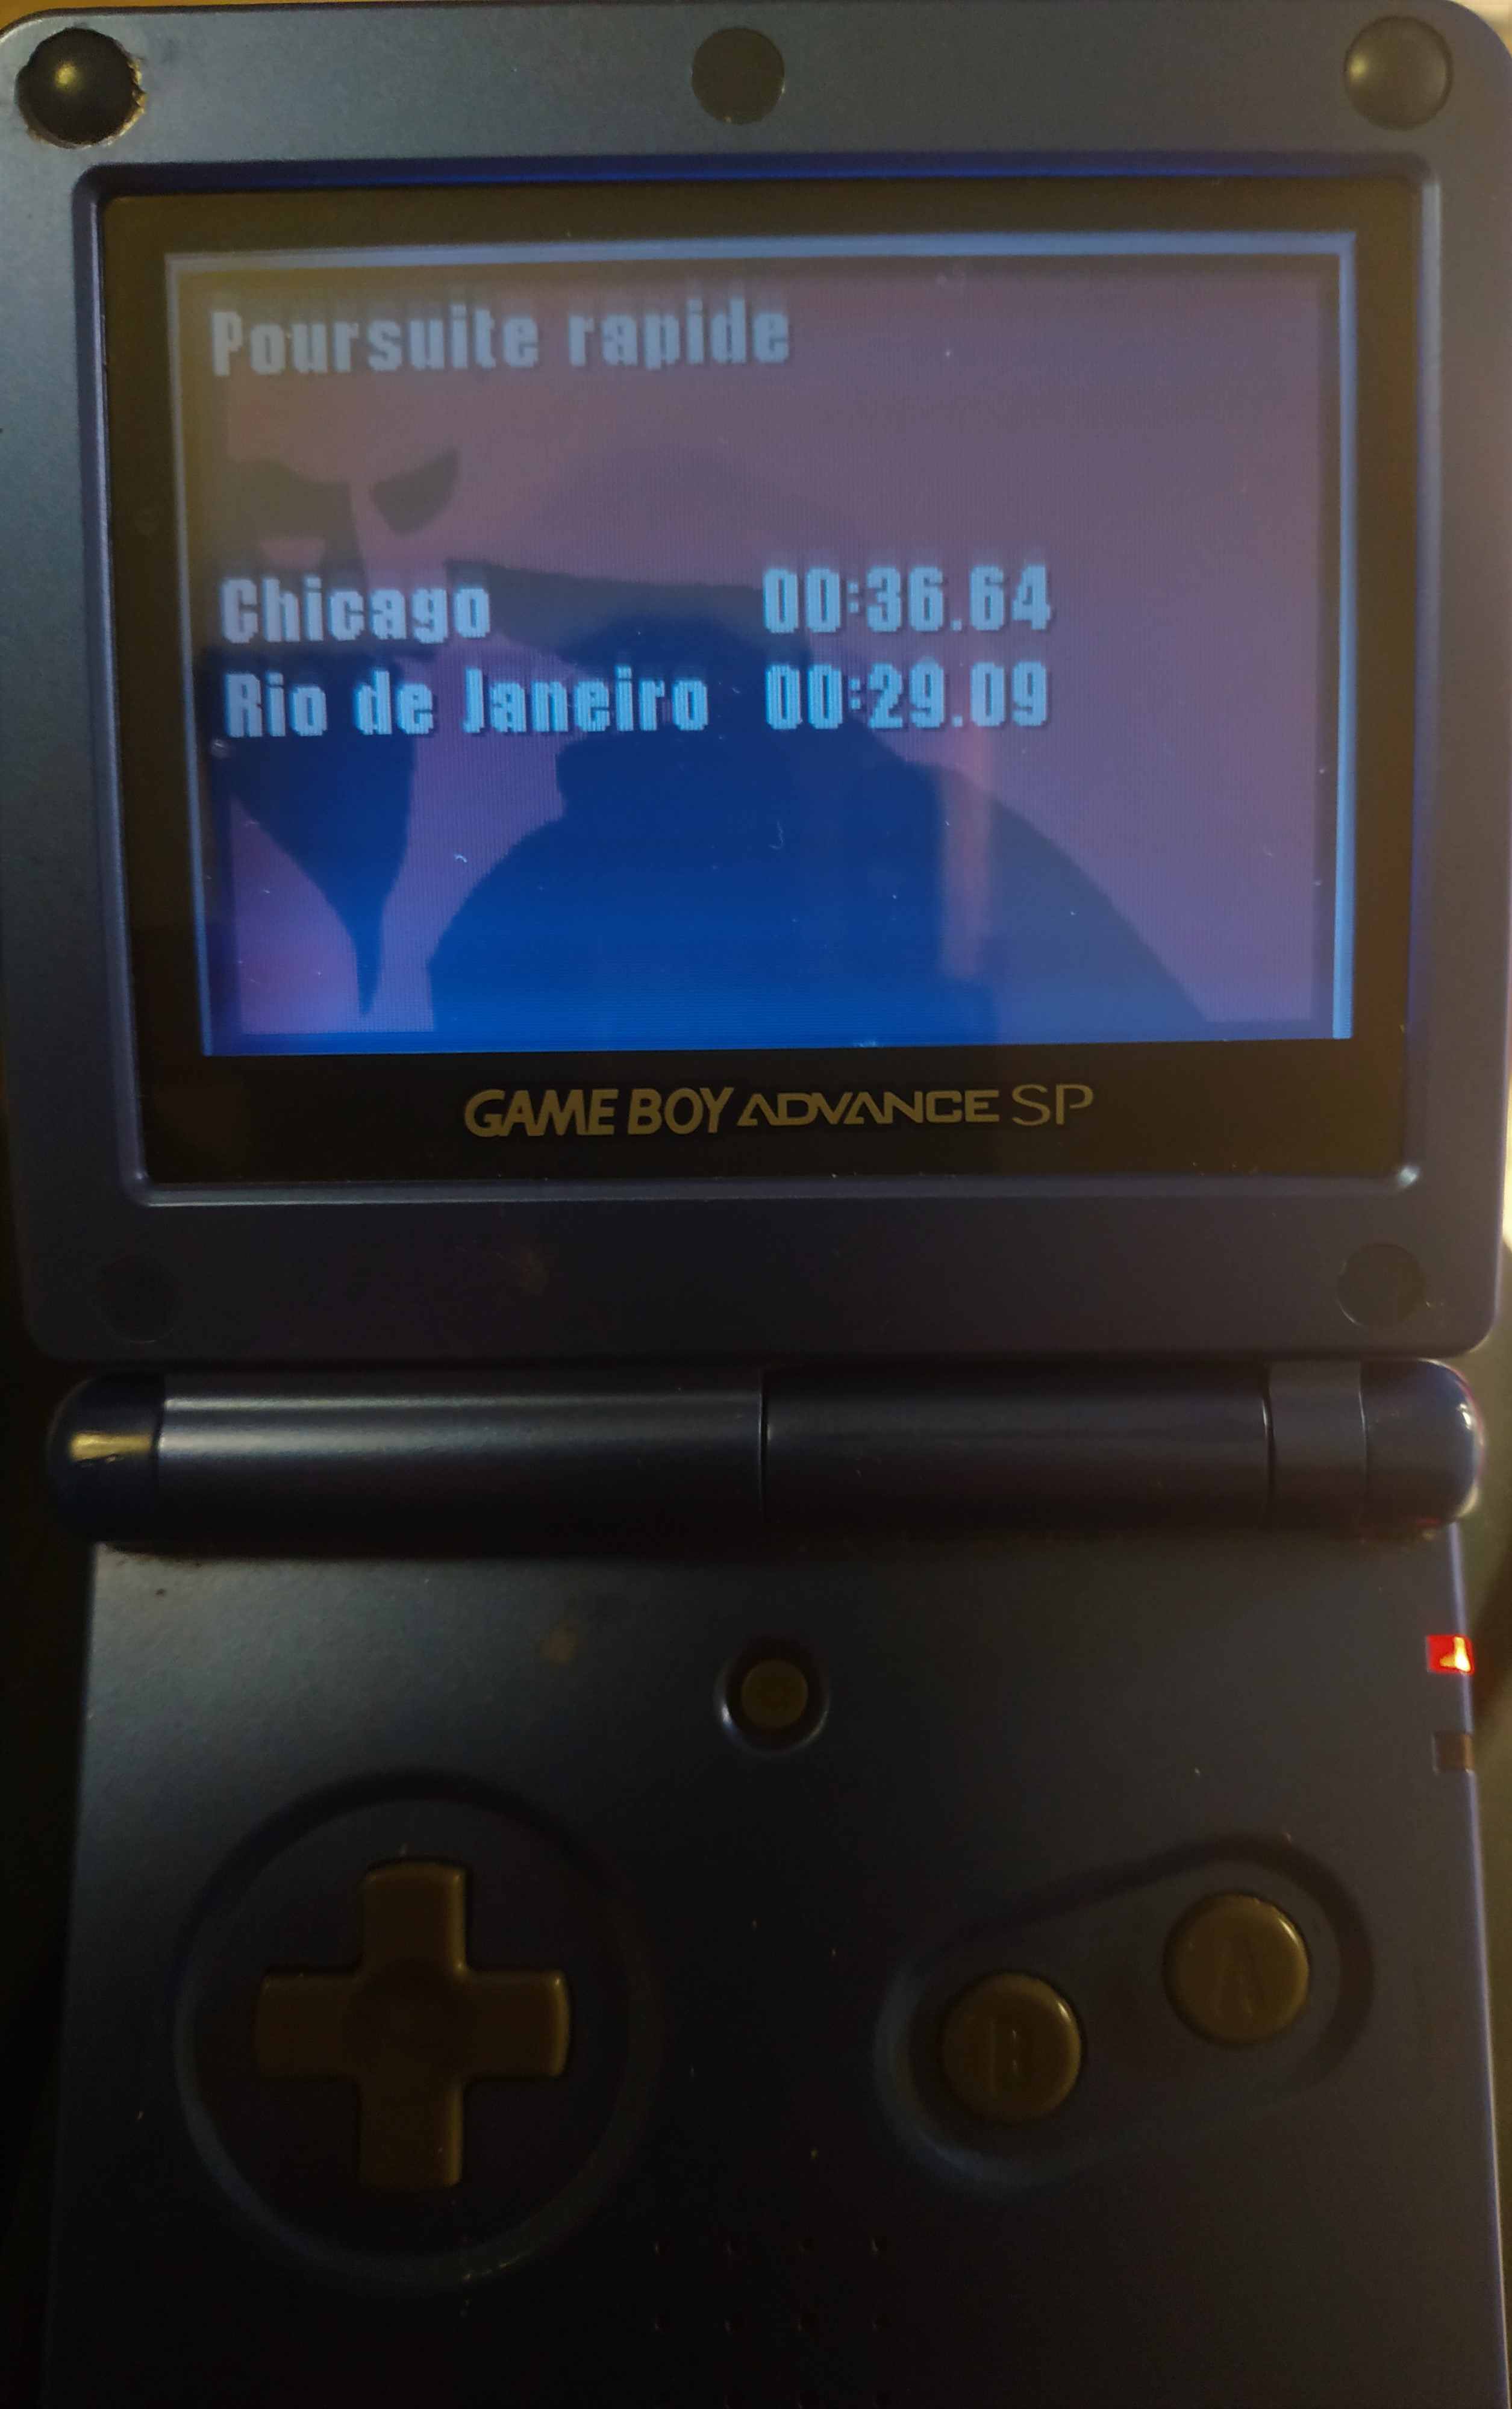 Poursuite rapide
Chicago 00:36.64
Rio de Janeiro 00:29.09
GAME BOY ADVANCE SP
B
A